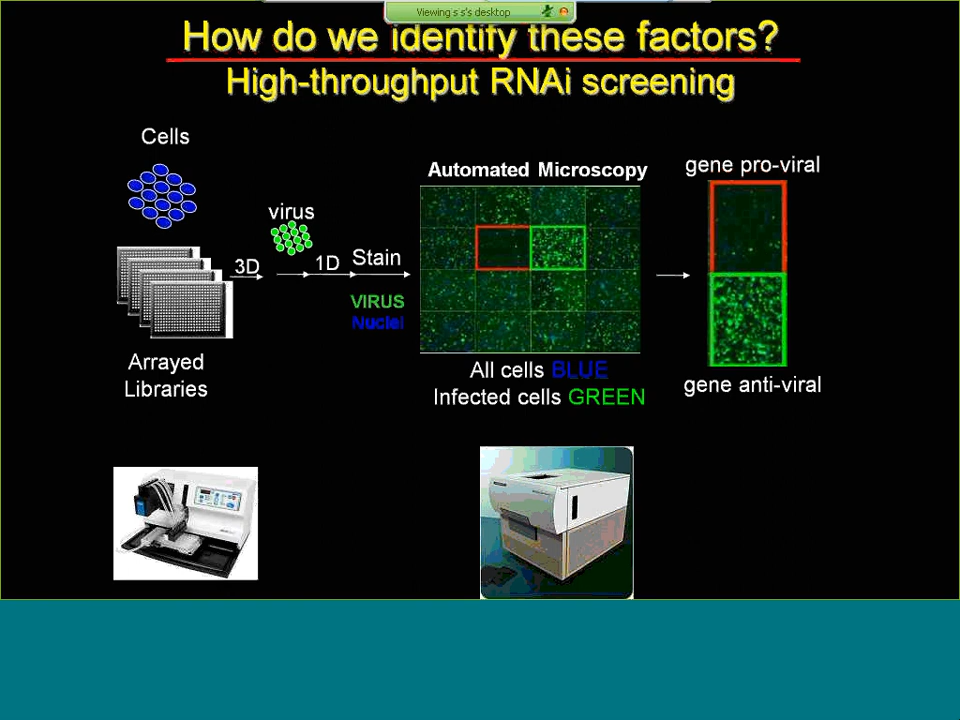 Viewing s s's desktop
How do we identify these factors?
High-throughput RNAi screening
Cells
virus
3D
1D
Stain
VIRUS
Nuclei
Arrayed
Libraries
Automated Microscopy
All cells BLUE
Infected cells GREEN
gene pro-viral
gene anti-viral